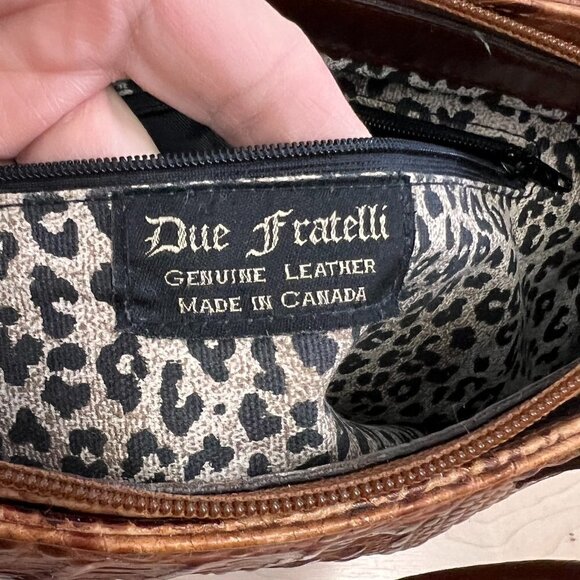 Due Fratelli
GENUINE LEATHER
MADE IN CANADA